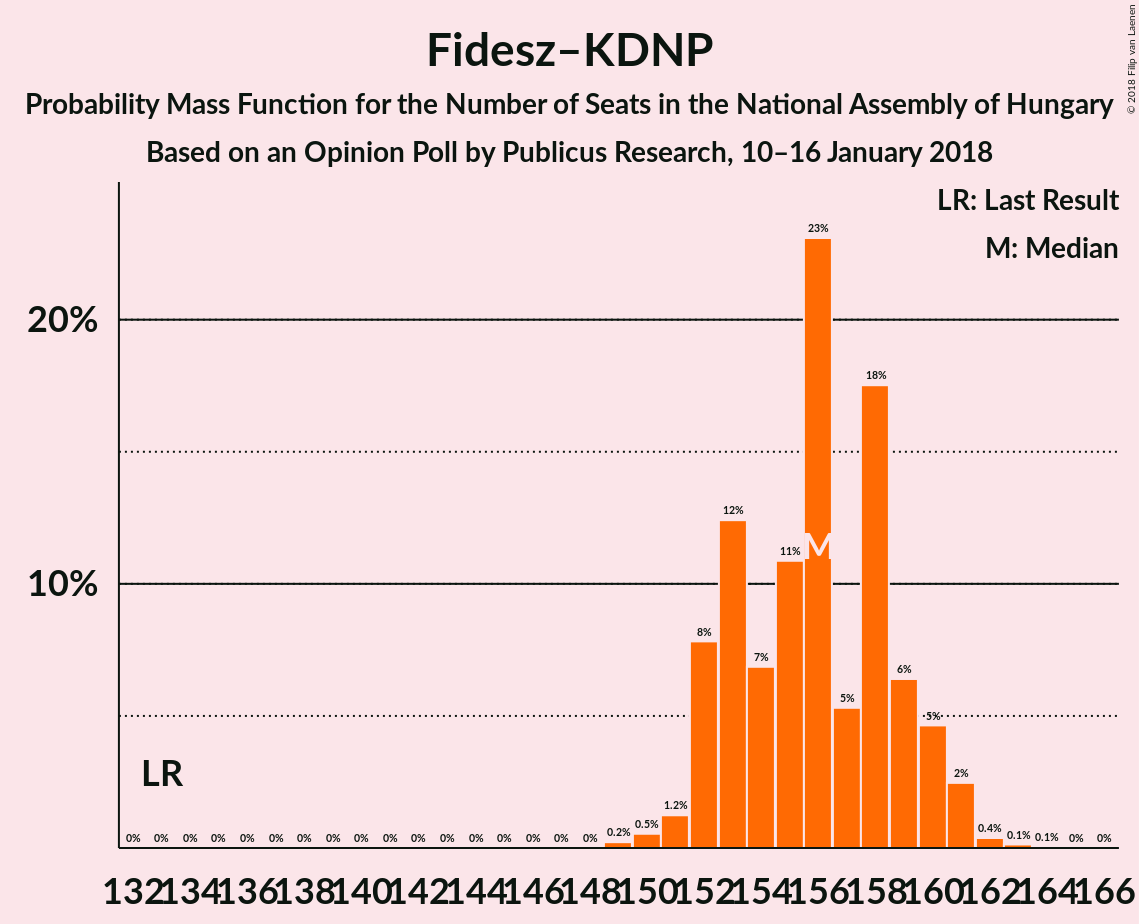 Fidesz–KDNP
Probability Mass Function for the Number of Seats in the National Assembly of Hungary
Based on an Opinion Poll by Publicus Research, 10–16 January 2018
© 2018 Filip van Laenen
LR: Last Result
M: Median
20%
10%
LR
M
0% 0% 0% 0% 0% 0% 0% 0% 0% 0% 0% 0% 0% 0% 0% 0% 0% 0.2% 0.5% 1.2% 8% 12% 7% 11% 23% 5% 18% 6% 5% 2% 0.4% 0.1% 0.1% 0% 0%
132 134 136 138 140 142 144 146 148 150 152 154 156 158 160 162 164 166